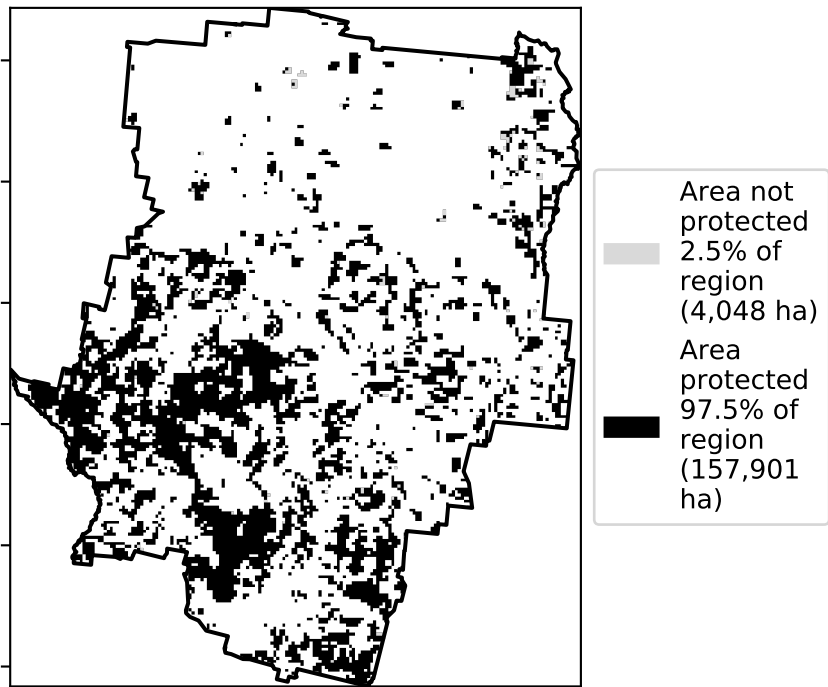 Area not
protected
2.5% of
region
(4,048 ha)
Area
protected
97.5% of
region
(157,901
ha)